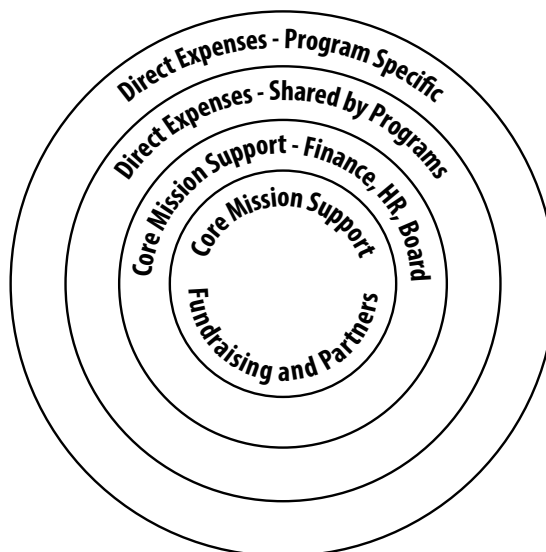 Direct Expenses - Program Specific
Direct Expenses - Shared by Programs
Core Mission Support - Finance, HR, Board
Core Mission Support
Fundraising and Partners